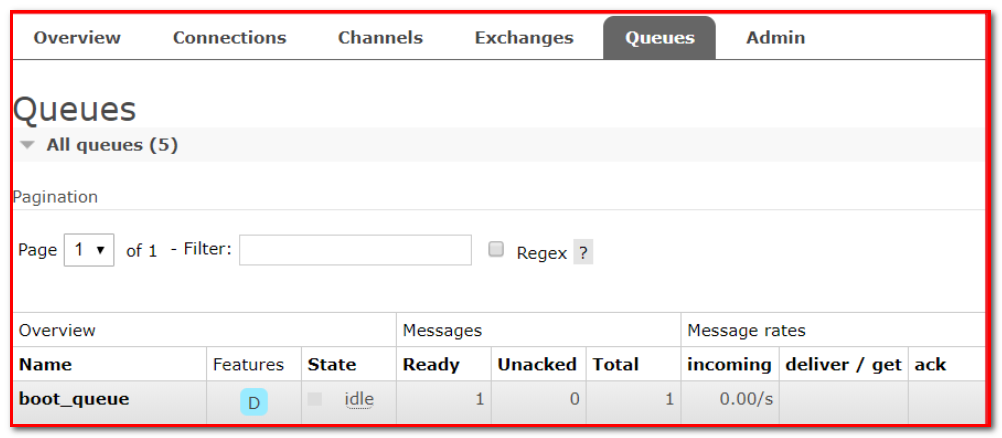 Overview Connections Channels Exchanges Queues Admin
Queues
All queues (5)
Pagination
Page 1 of 1 - Filter: Regex ?
Overview Messages Message rates
Name Features State Ready Unacked Total incoming deliver / get ack
boot_queue D idle 1 0 1 0.00/s